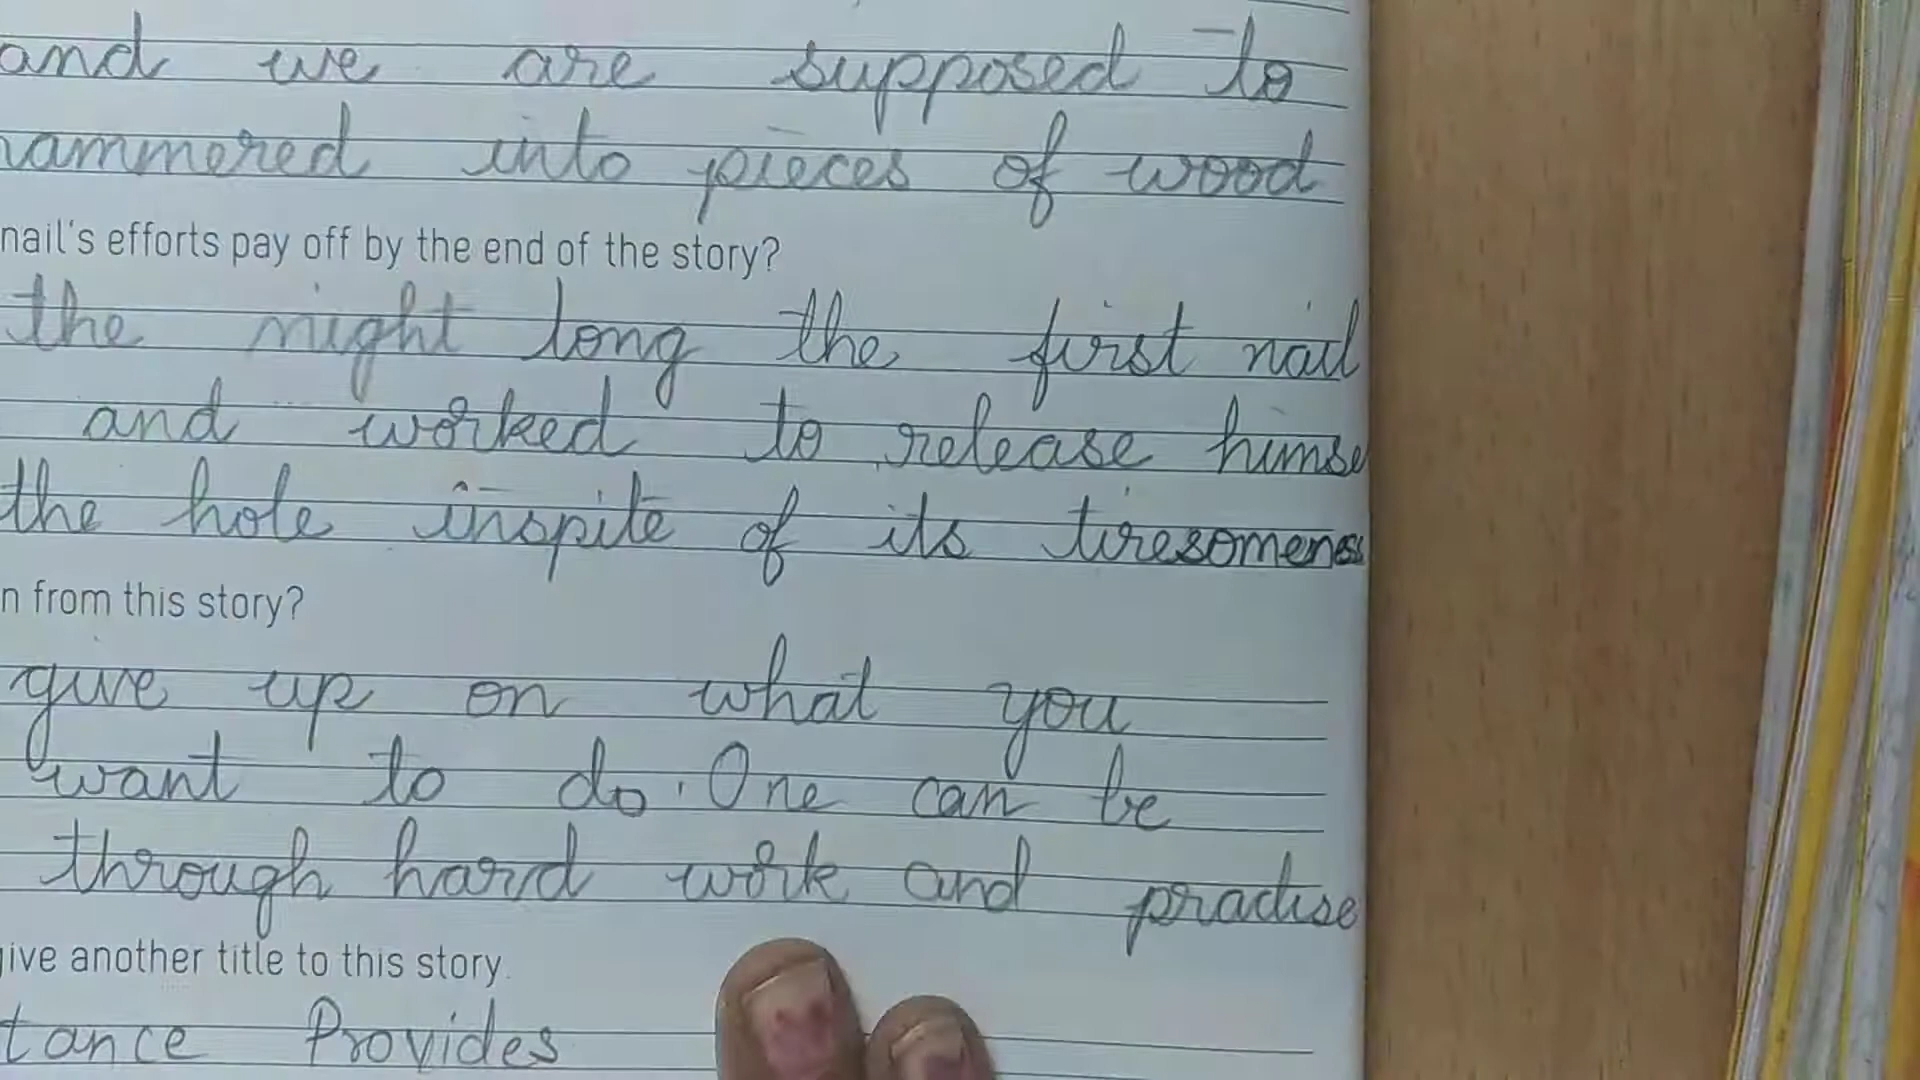 and we are supposed to
hammered into pieces of wood
nail's efforts pay off by the end of the story?
the night long the first nail
and worked to release himse
the hole inspite of its tiresomeness
n from this story?
give up on what you
want to do. One can be
through hard work and practise
give another title to this story.
tance Provides